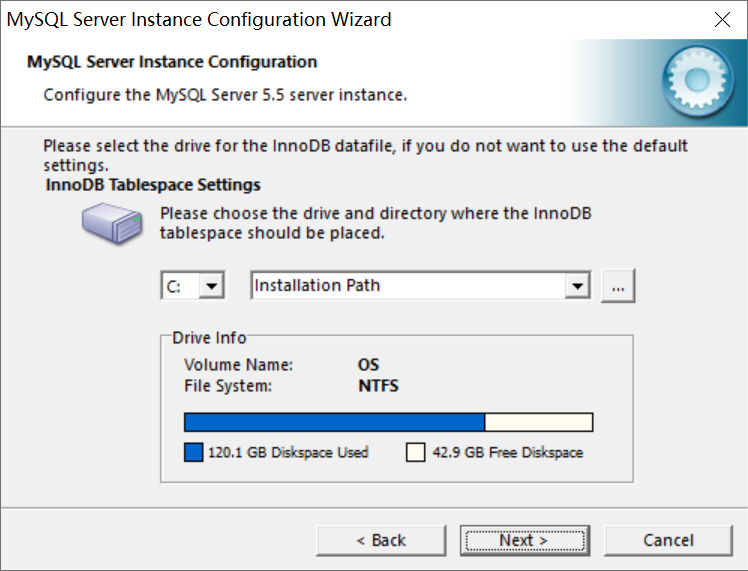 MySQL Server Instance Configuration Wizard
MySQL Server Instance Configuration
Configure the MySQL Server 5.5 server instance.
Please select the drive for the InnoDB datafile, if you do not want to use the default
settings.
InnoDB Tablespace Settings
Please choose the drive and directory where the InnoDB
tablespace should be placed.
C: Installation Path ...
Drive Info
Volume Name: OS
File System: NTFS
120.1 GB Diskspace Used 42.9 GB Free Diskspace
< Back Next > Cancel